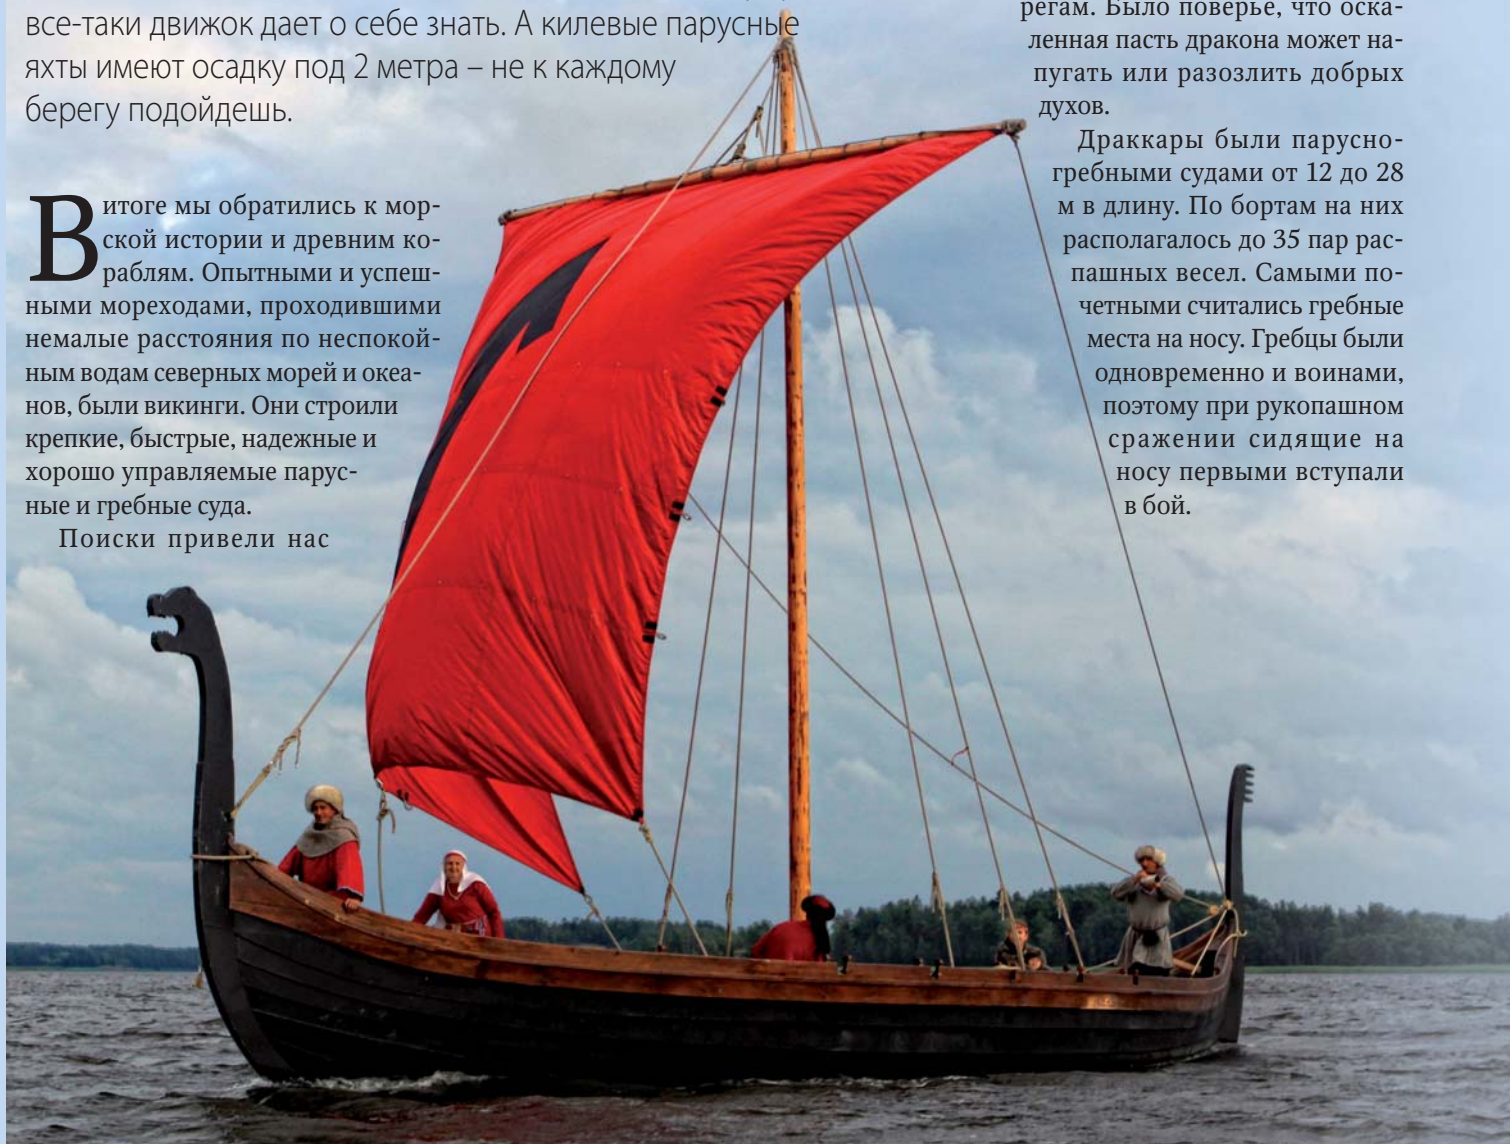 все-таки движок дает о себе знать. А килевые парусные
яхты имеют осадку под 2 метра – не к каждому
берегу подойдешь.
В итоге мы обратились к мор-
ской истории и древним ко-
раблям. Опытными и успеш-
ными мореходами, проходившими
немалые расстояния по неспокой-
ным водам северных морей и океа-
нов, были викинги. Они строили
крепкие, быстрые, надежные и
хорошо управляемые парус-
ные и гребные суда.
Поиски привели нас
регам. Было поверье, что оска-
ленная пасть дракона может на-
пугать или разозлить добрых
духов.
Драккары были парусно-
гребными судами от 12 до 28
м в длину. По бортам на них
располагалось до 35 пар рас-
пашных весел. Самыми по-
четными считались гребные
места на носу. Гребцы были
одновременно и воинами,
поэтому при рукопашном
сражении сидящие на
носу первыми вступали
в бой.